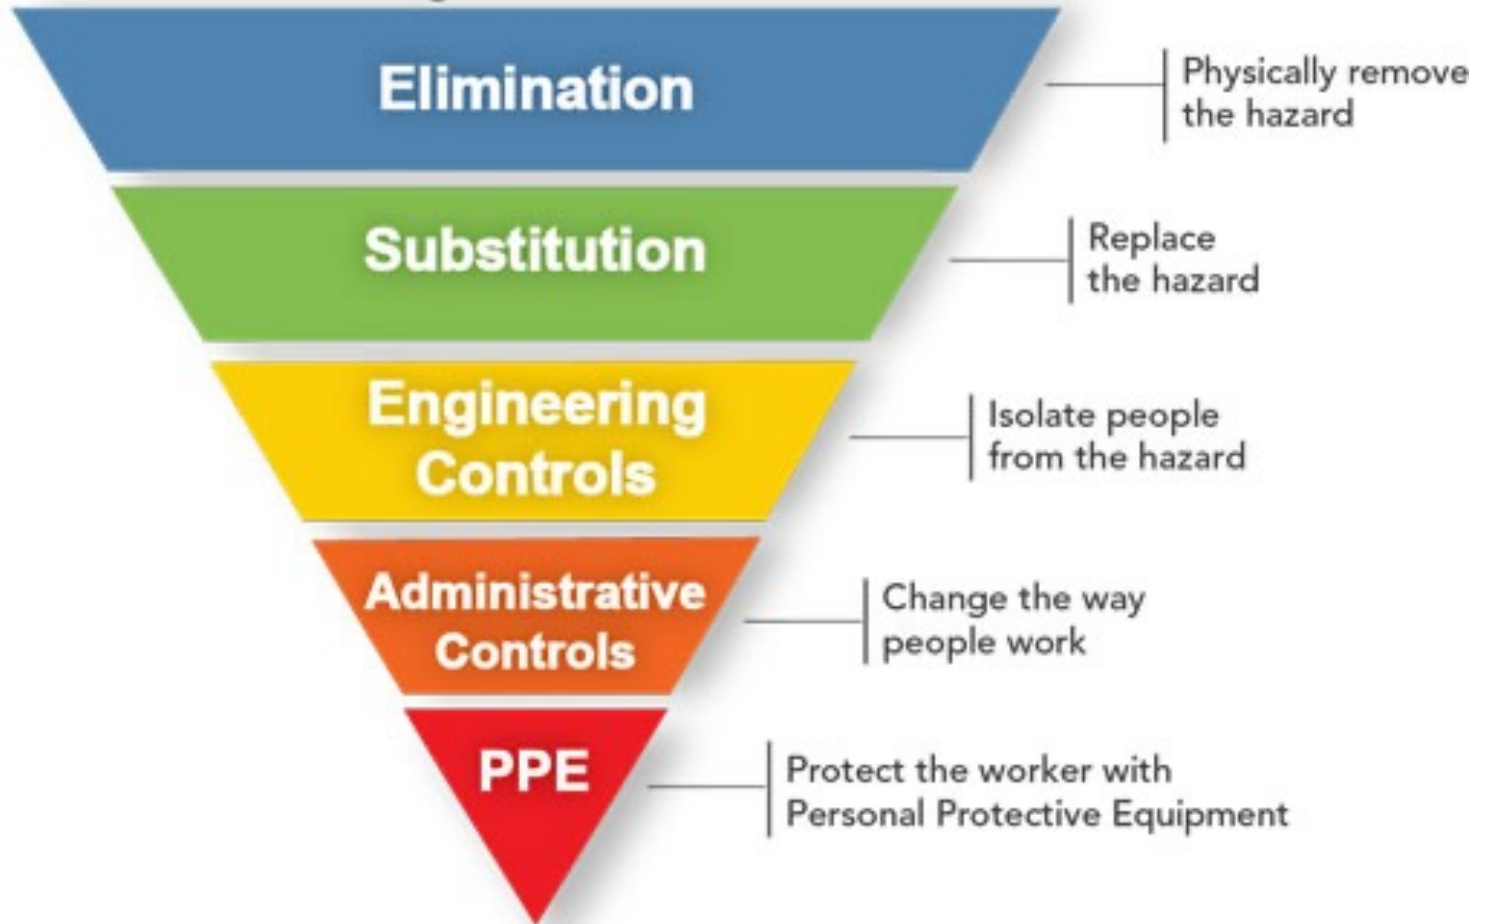 Elimination
Physically remove
the hazard
Substitution
Replace
the hazard
Engineering
Controls
Isolate people
from the hazard
Administrative
Controls
Change the way
people work
PPE
Protect the worker with
Personal Protective Equipment